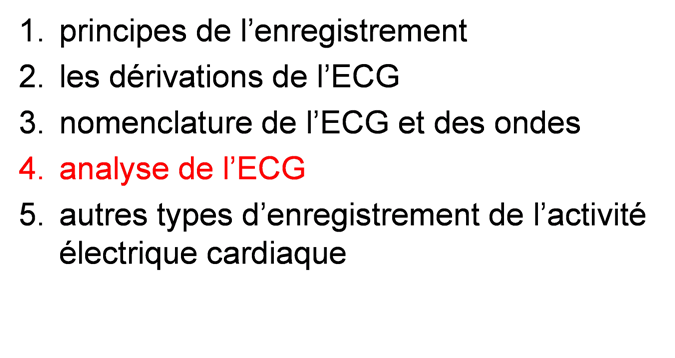 1. principes de l’enregistrement
2. les dérivations de l’ECG
3. nomenclature de l’ECG et des ondes
4. analyse de l’ECG
5. autres types d’enregistrement de l’activité
électrique cardiaque